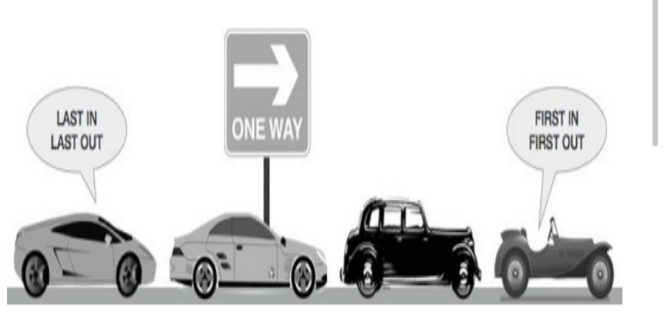 LAST IN
LAST OUT
ONE WAY
FIRST IN
FIRST OUT